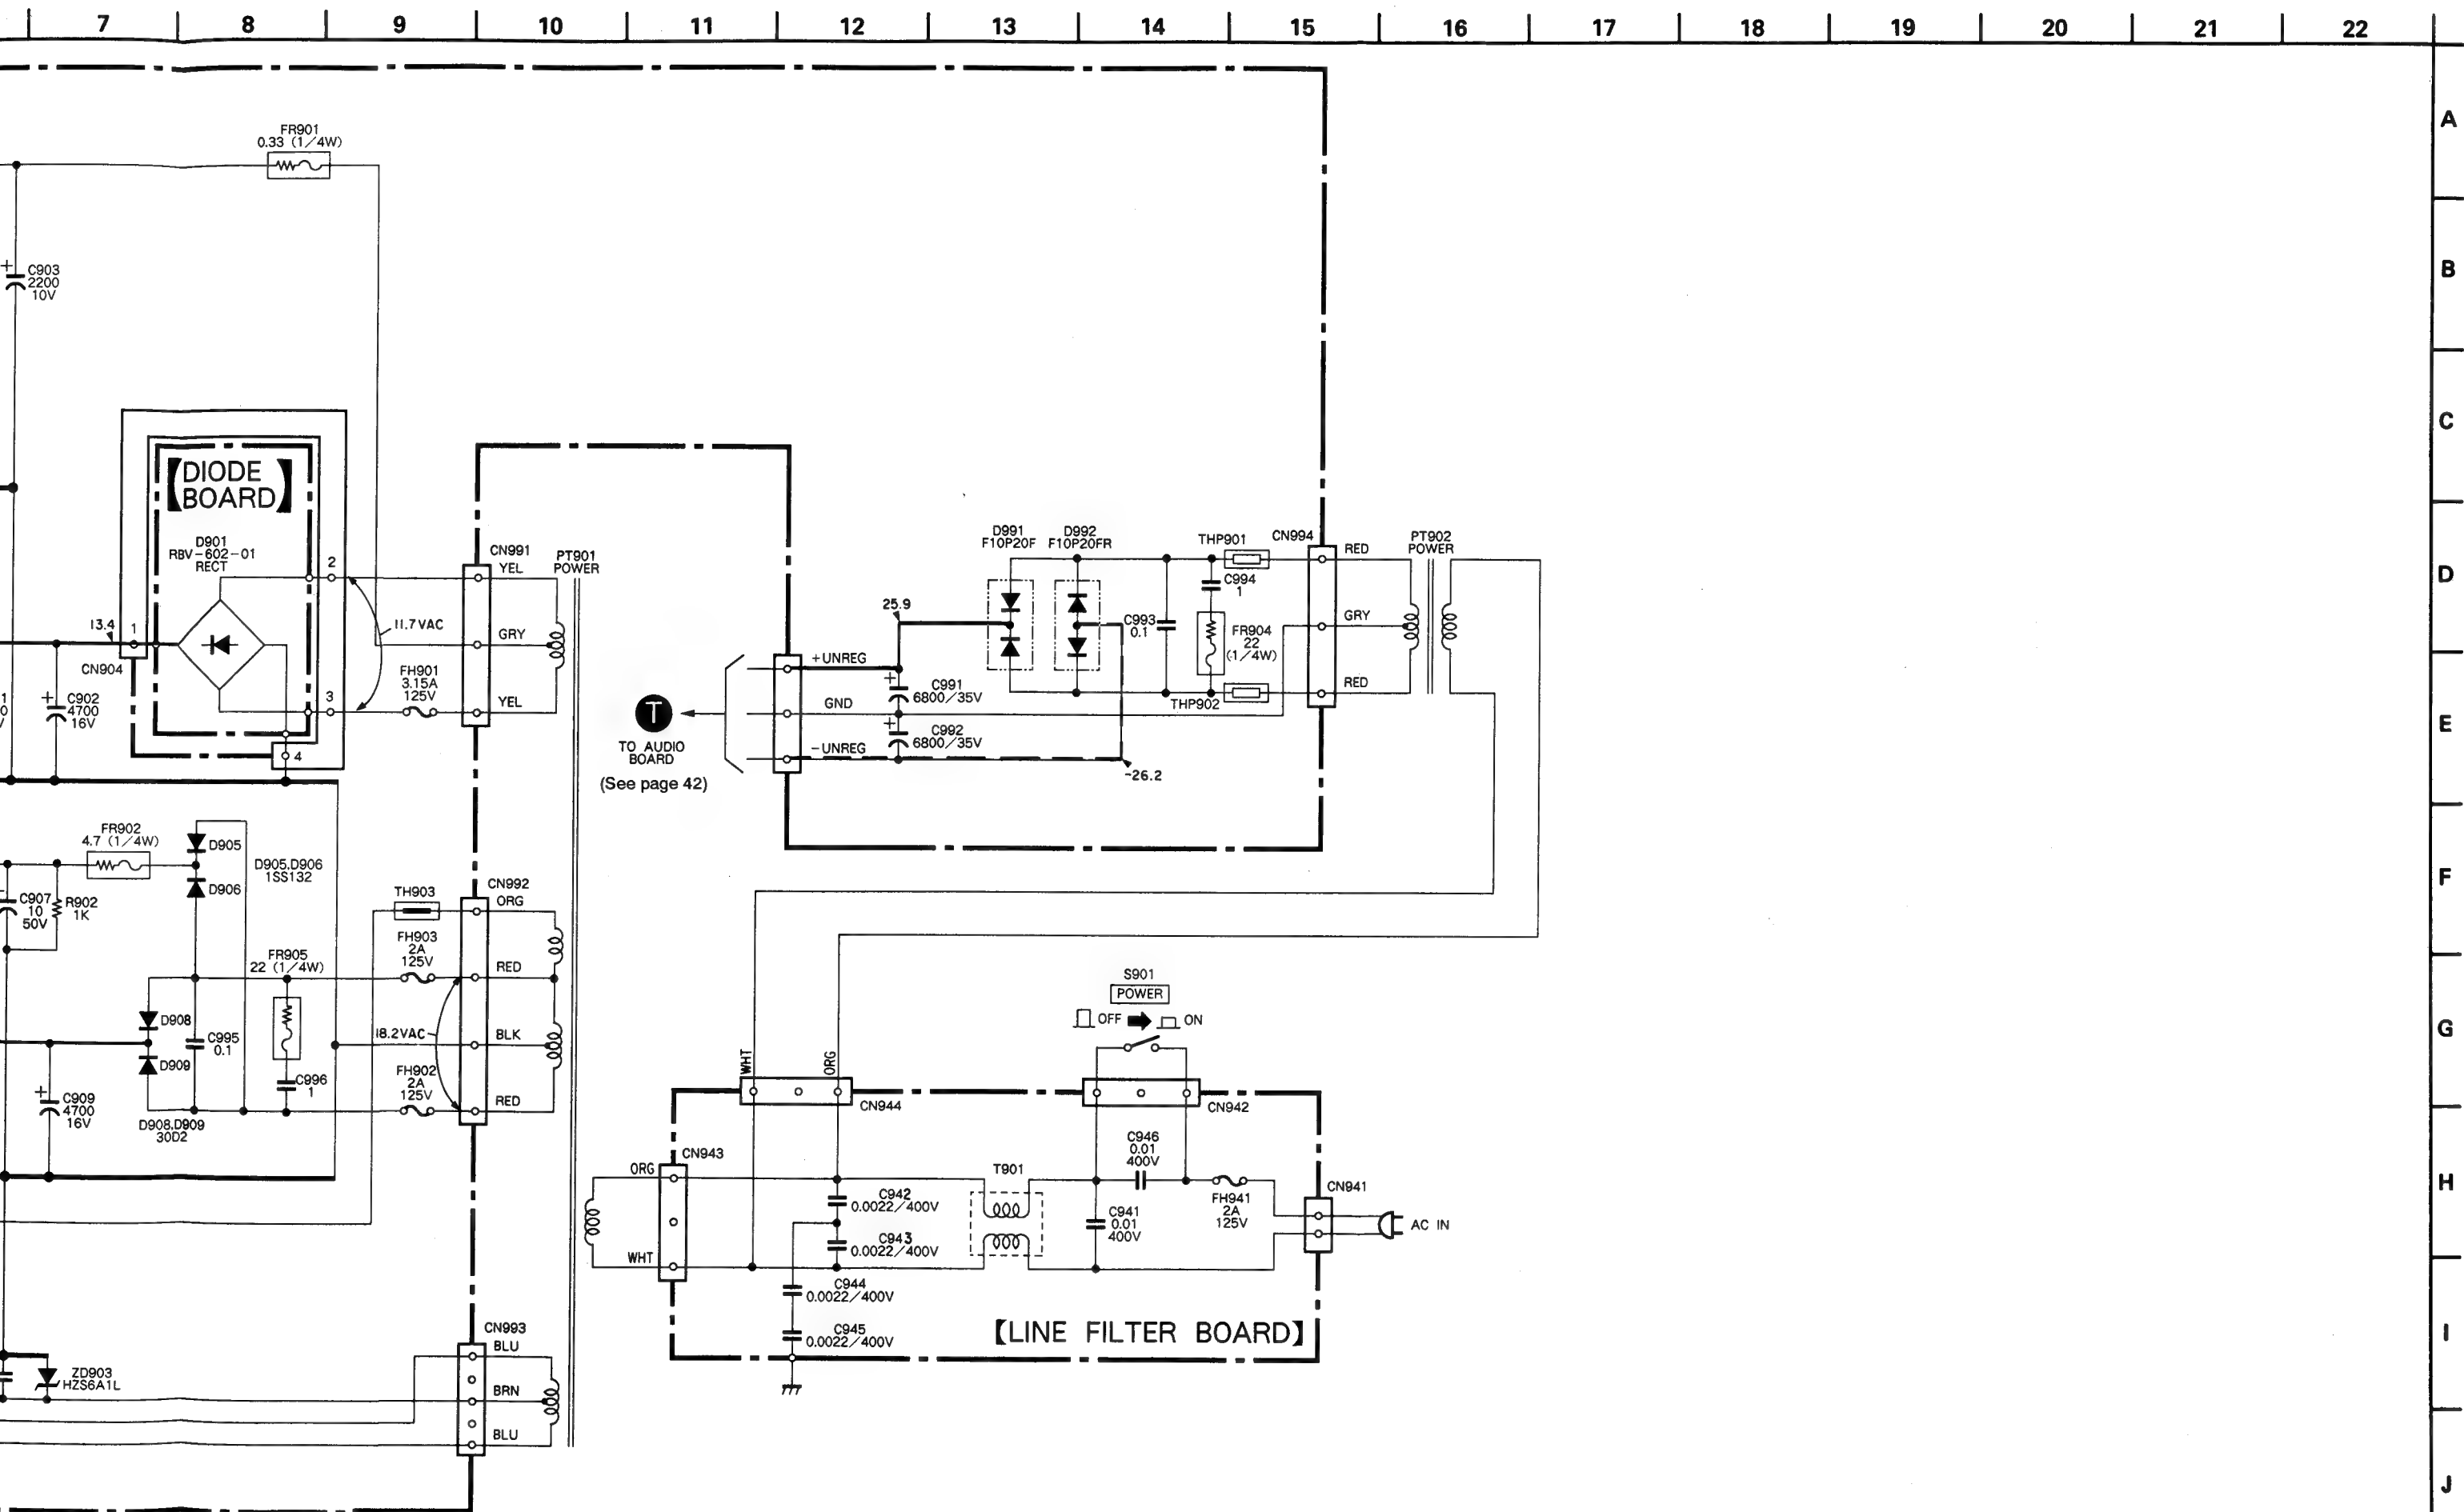 7 8 9 10 11 12 13 14 15 16 17 18 19 20 21 22
A
B
C
D
E
F
G
H
I
J
FR901
0.33 (1/4W)
+
C903
2200
10V
【DIODE
BOARD】
D901
RBV-602-01
RECT
2
13.4
1
CN904
3
4
11.7VAC
FH901
3.15A
125V
+
C902
4700
16V
CN991
YEL
GRY
YEL
PT901
POWER
T
TO AUDIO
BOARD
(See page 42)
+UNREG
GND
-UNREG
25.9
+
C991
6800/35V
+
C992
6800/35V
-26.2
D991
F10P20F
D992
F10P20FR
C993
0.1
C994
1
FR904
22
(1/4W)
THP901
THP902
CN994
RED
GRY
RED
PT902
POWER
FR902
4.7 (1/4W)
D905
D906
D905.D906
1SS132
C907
10
50V
R902
1K
TH903
CN992
ORG
RED
BLK
RED
FH903
2A
125V
FR905
22 (1/4W)
18.2VAC
D908
D909
C995
0.1
C996
1
FH902
2A
125V
+
C909
4700
16V
D908.D909
30D2
S901
POWER
OFF ON
WHT
ORG
CN944
CN942
CN943
ORG
WHT
C942
0.0022/400V
C943
0.0022/400V
C944
0.0022/400V
C945
0.0022/400V
T901
C946
0.01
400V
C941
0.01
400V
FH941
2A
125V
CN941
AC IN
【LINE FILTER BOARD】
ZD903
HZS6A1L
CN993
BLU
BRN
BLU